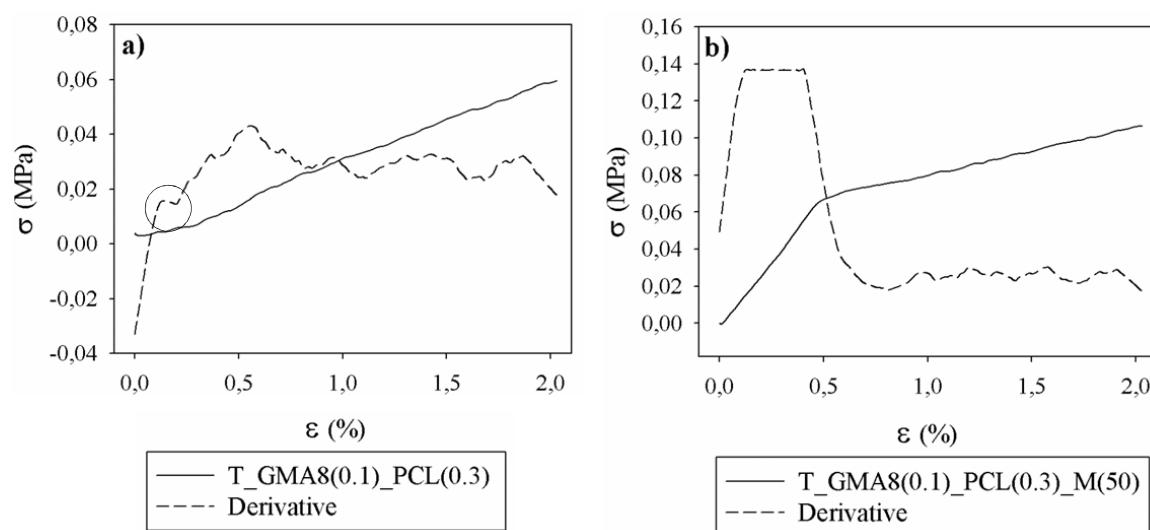 a)
0,08
0,06
0,04
0,02
0,00
-0,02
-0,04
σ (MPa)
0,0 0,5 1,0 1,5 2,0
ε (%)
T_GMA8(0.1)_PCL(0.3)
Derivative
b)
0,16
0,14
0,12
0,10
0,08
0,06
0,04
0,02
0,00
σ (MPa)
0,0 0,5 1,0 1,5 2,0
ε (%)
T_GMA8(0.1)_PCL(0.3)_M(50)
Derivative